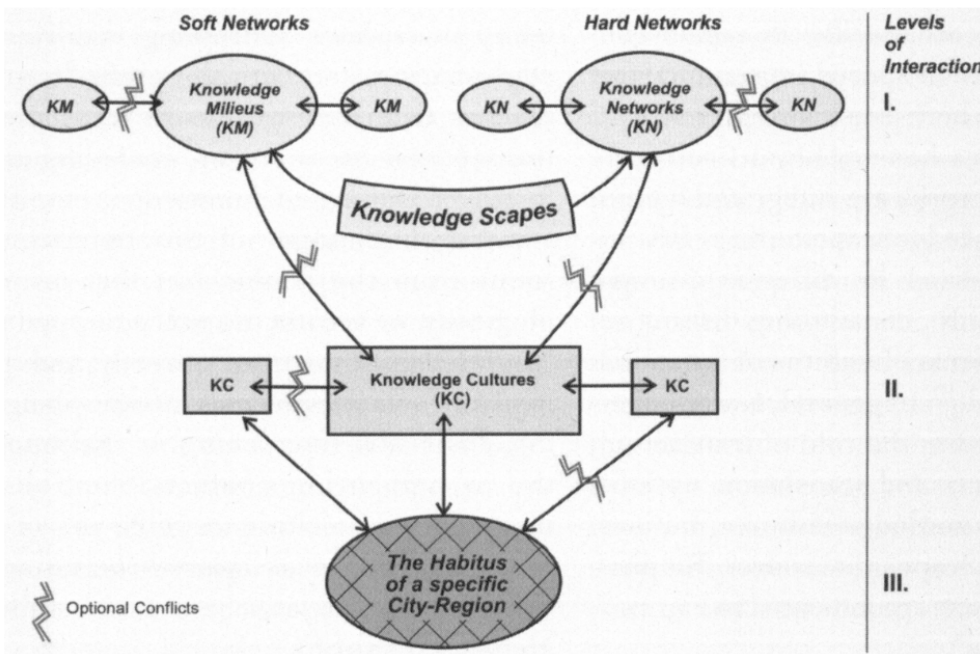 Soft Networks
Hard Networks
Levels
of
Interaction
KM
Knowledge
Milieus
(KM)
KM
KN
Knowledge
Networks
(KN)
KN
I.
Knowledge Scapes
KC
Knowledge Cultures
(KC)
KC
II.
The Habitus
of a specific
City-Region
III.
Optional Conflicts